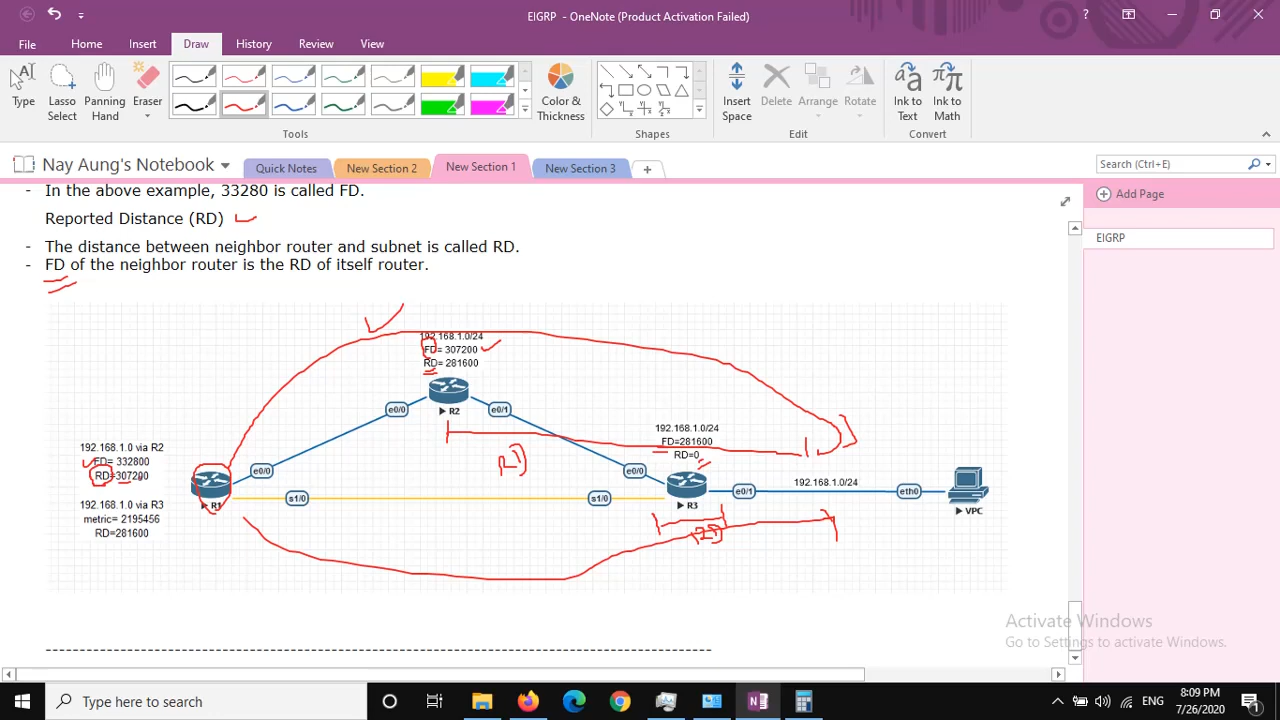 EIGRP - OneNote (Product Activation Failed)
File Home Insert Draw History Review View
Type
Lasso Select
Panning Hand
Eraser
Color & Thickness
Insert Space
Delete
Arrange
Rotate
Ink to Text
Ink to Math
Tools
Shapes
Edit
Convert
Nay Aung's Notebook
Quick Notes New Section 2 New Section 1 New Section 3
Search (Ctrl+E)
Add Page
EIGRP
- In the above example, 33280 is called FD.
Reported Distance (RD)
- The distance between neighbor router and subnet is called RD.
- FD of the neighbor router is the RD of itself router.
192.168.1.0/24
FD= 307200
RD= 281600
e0/0 e0/1
R2
192.168.1.0/24
FD=281600
RD=0
192.168.1.0 via R2
FD= 332800
RD=307200
RD
e0/0 e0/0
192.168.1.0/24
e0/1 eth0
s1/0 s1/0
R1 R3 VPC
192.168.1.0 via R3
metric= 2195456
RD=281600
RD
Activate Windows
Go to Settings to activate Windows.
Type here to search
ENG
8:09 PM
7/26/2020
1